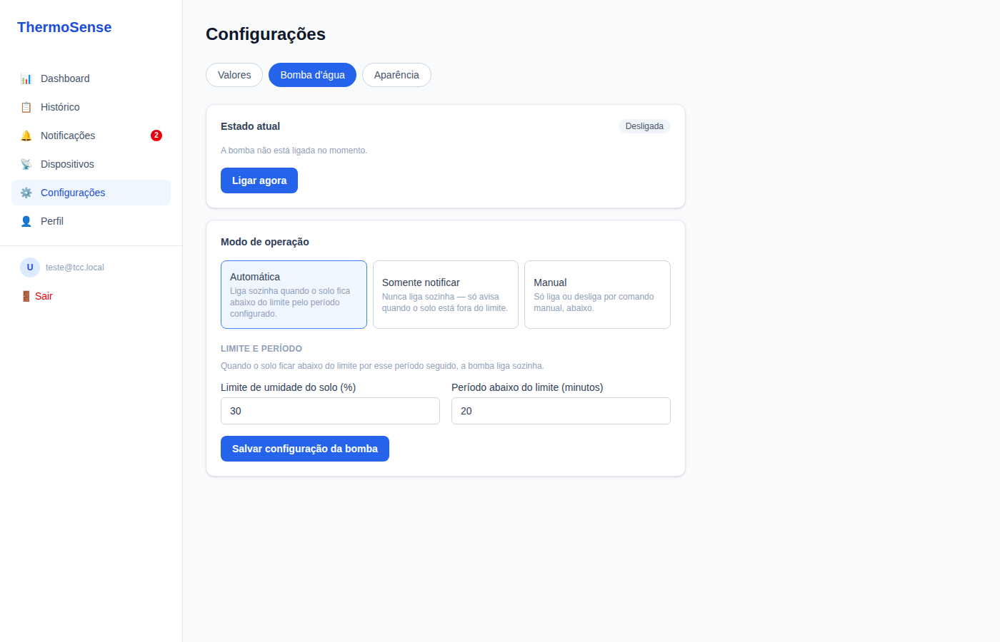 ThermoSense
Dashboard
Histórico
Notificações 2
Dispositivos
Configurações
Perfil
U teste@tcc.local
Sair
Configurações
Valores Bomba d'água Aparência
Estado atual Desligada
A bomba não está ligada no momento.
Ligar agora
Modo de operação
Automática
Liga sozinha quando o solo fica
abaixo do limite pelo período
configurado.
Somente notificar
Nunca liga sozinha — só avisa
quando o solo está fora do limite.
Manual
Só liga ou desliga por comando
manual, abaixo.
LIMITE E PERÍODO
Quando o solo ficar abaixo do limite por esse período seguido, a bomba liga sozinha.
Limite de umidade do solo (%) Período abaixo do limite (minutos)
30 20
Salvar configuração da bomba